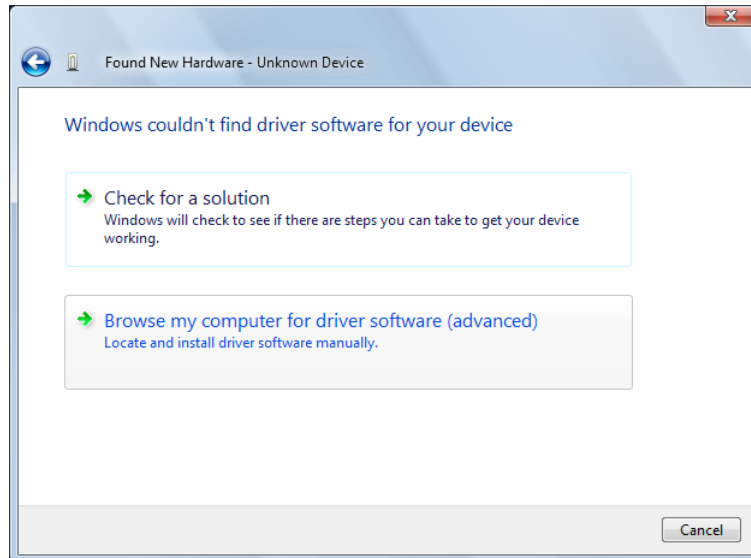 Found New Hardware - Unknown Device
Windows couldn't find driver software for your device
Check for a solution
Windows will check to see if there are steps you can take to get your device
working.
Browse my computer for driver software (advanced)
Locate and install driver software manually.
Cancel